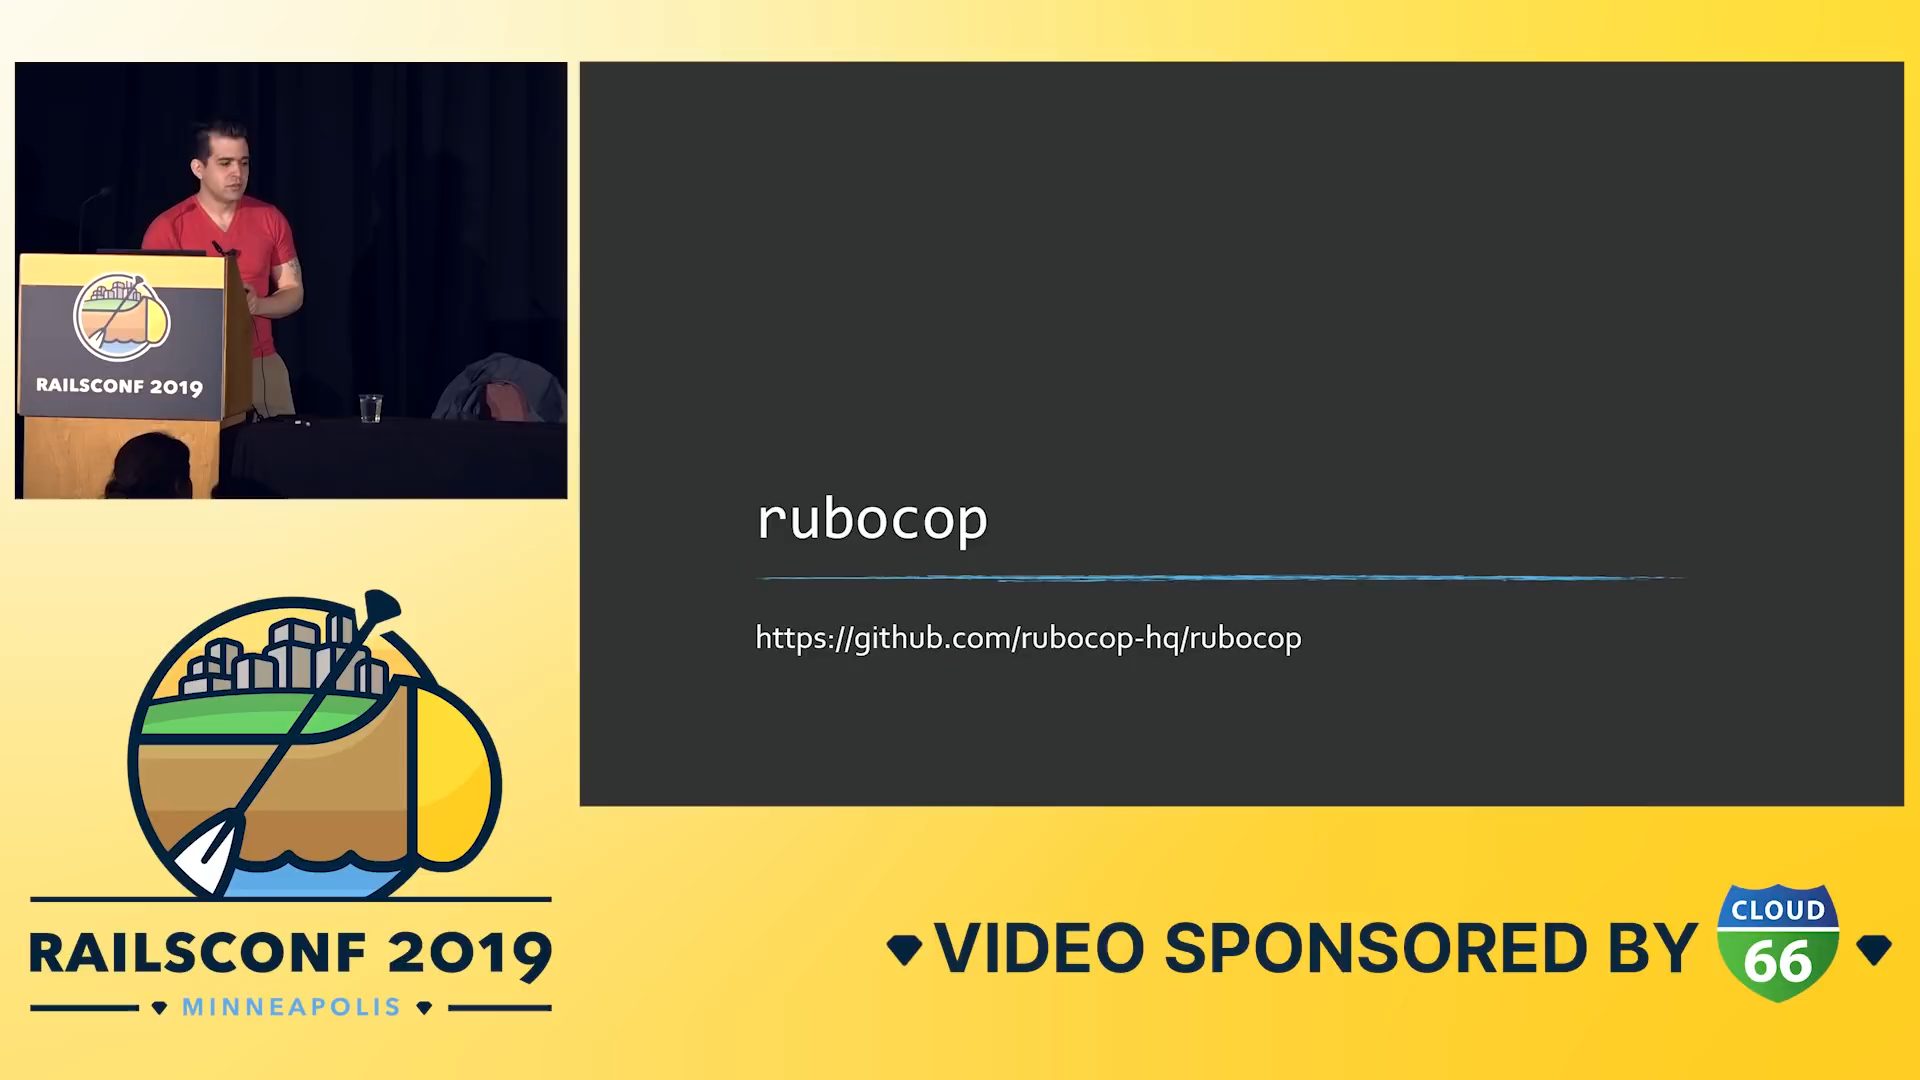 RAILSCONF 2019
rubocop
https://github.com/rubocop-hq/rubocop
RAILSCONF 2019
MINNEAPOLIS
VIDEO SPONSORED BY
CLOUD
66